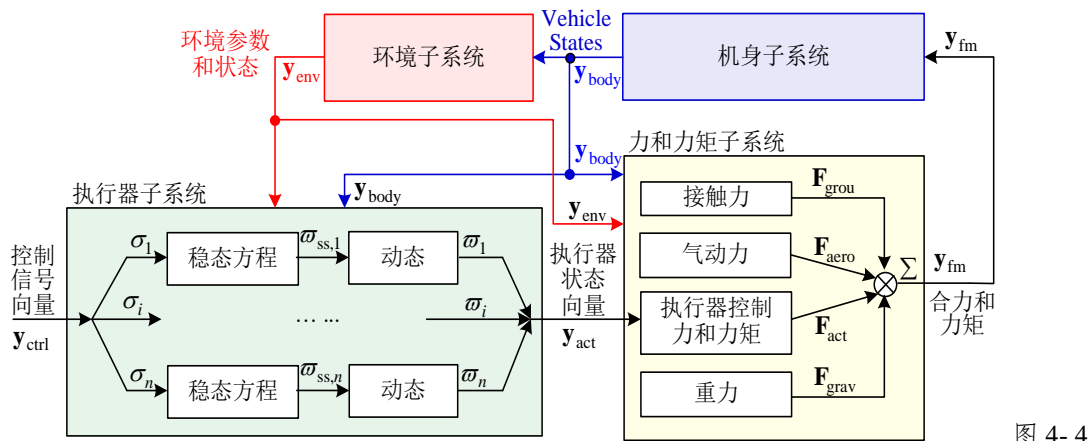 环境参数
和状态
y_env
环境子系统
Vehicle
States
y_body
机身子系统
y_fm
执行器子系统
y_body
y_body
y_env
力和力矩子系统
控制
信号
向量
y_ctrl
σ_1
稳态方程
ϖ_ss,1
动态
ϖ_1
σ_i
… ...
ϖ_i
σ_n
稳态方程
ϖ_ss,n
动态
ϖ_n
执行器
状态
向量
y_act
接触力
F_grou
气动力
F_aero
执行器控制
力和力矩
F_act
重力
F_grav
Σ
y_fm
合力和
力矩
图 4- 4